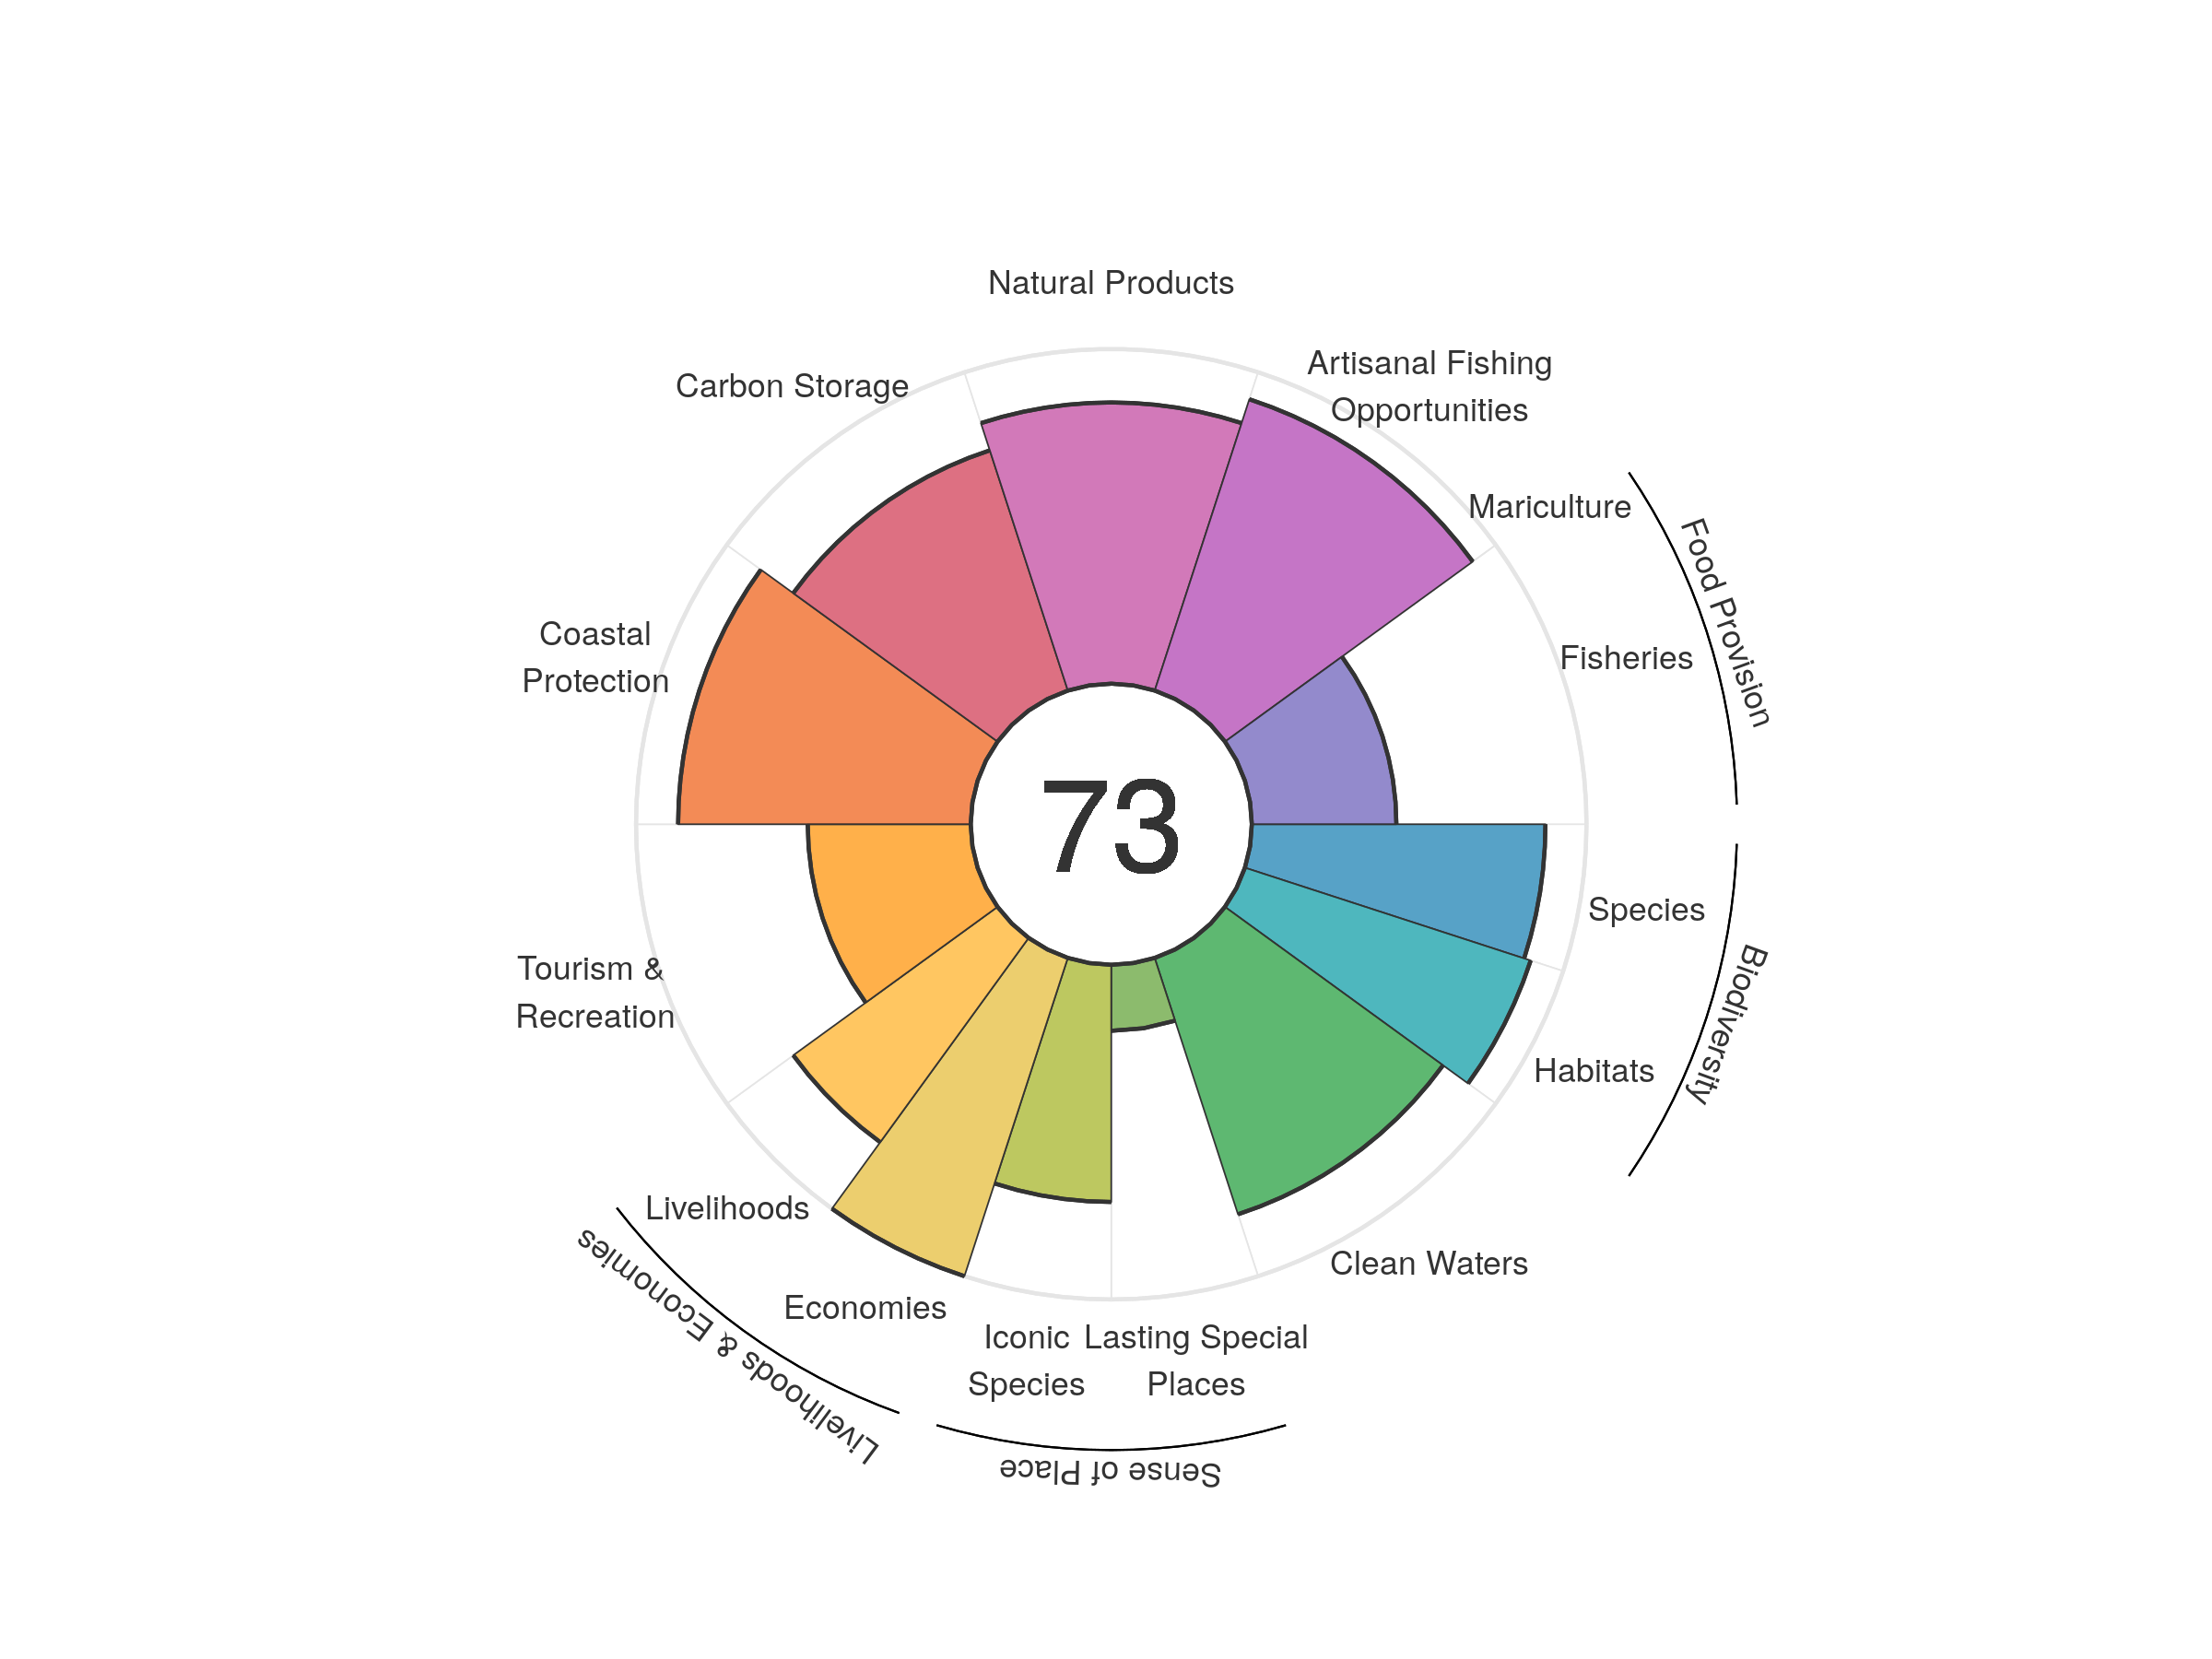 Natural Products
Artisanal Fishing
Opportunities
Carbon Storage
Mariculture
Food Provision
Fisheries
Coastal
Protection
73
Species
Biodiversity
Tourism &
Recreation
Habitats
Livelihoods
Clean Waters
Economies
Livelihoods & Economies
Iconic
Species
Lasting Special
Places
Sense of Place